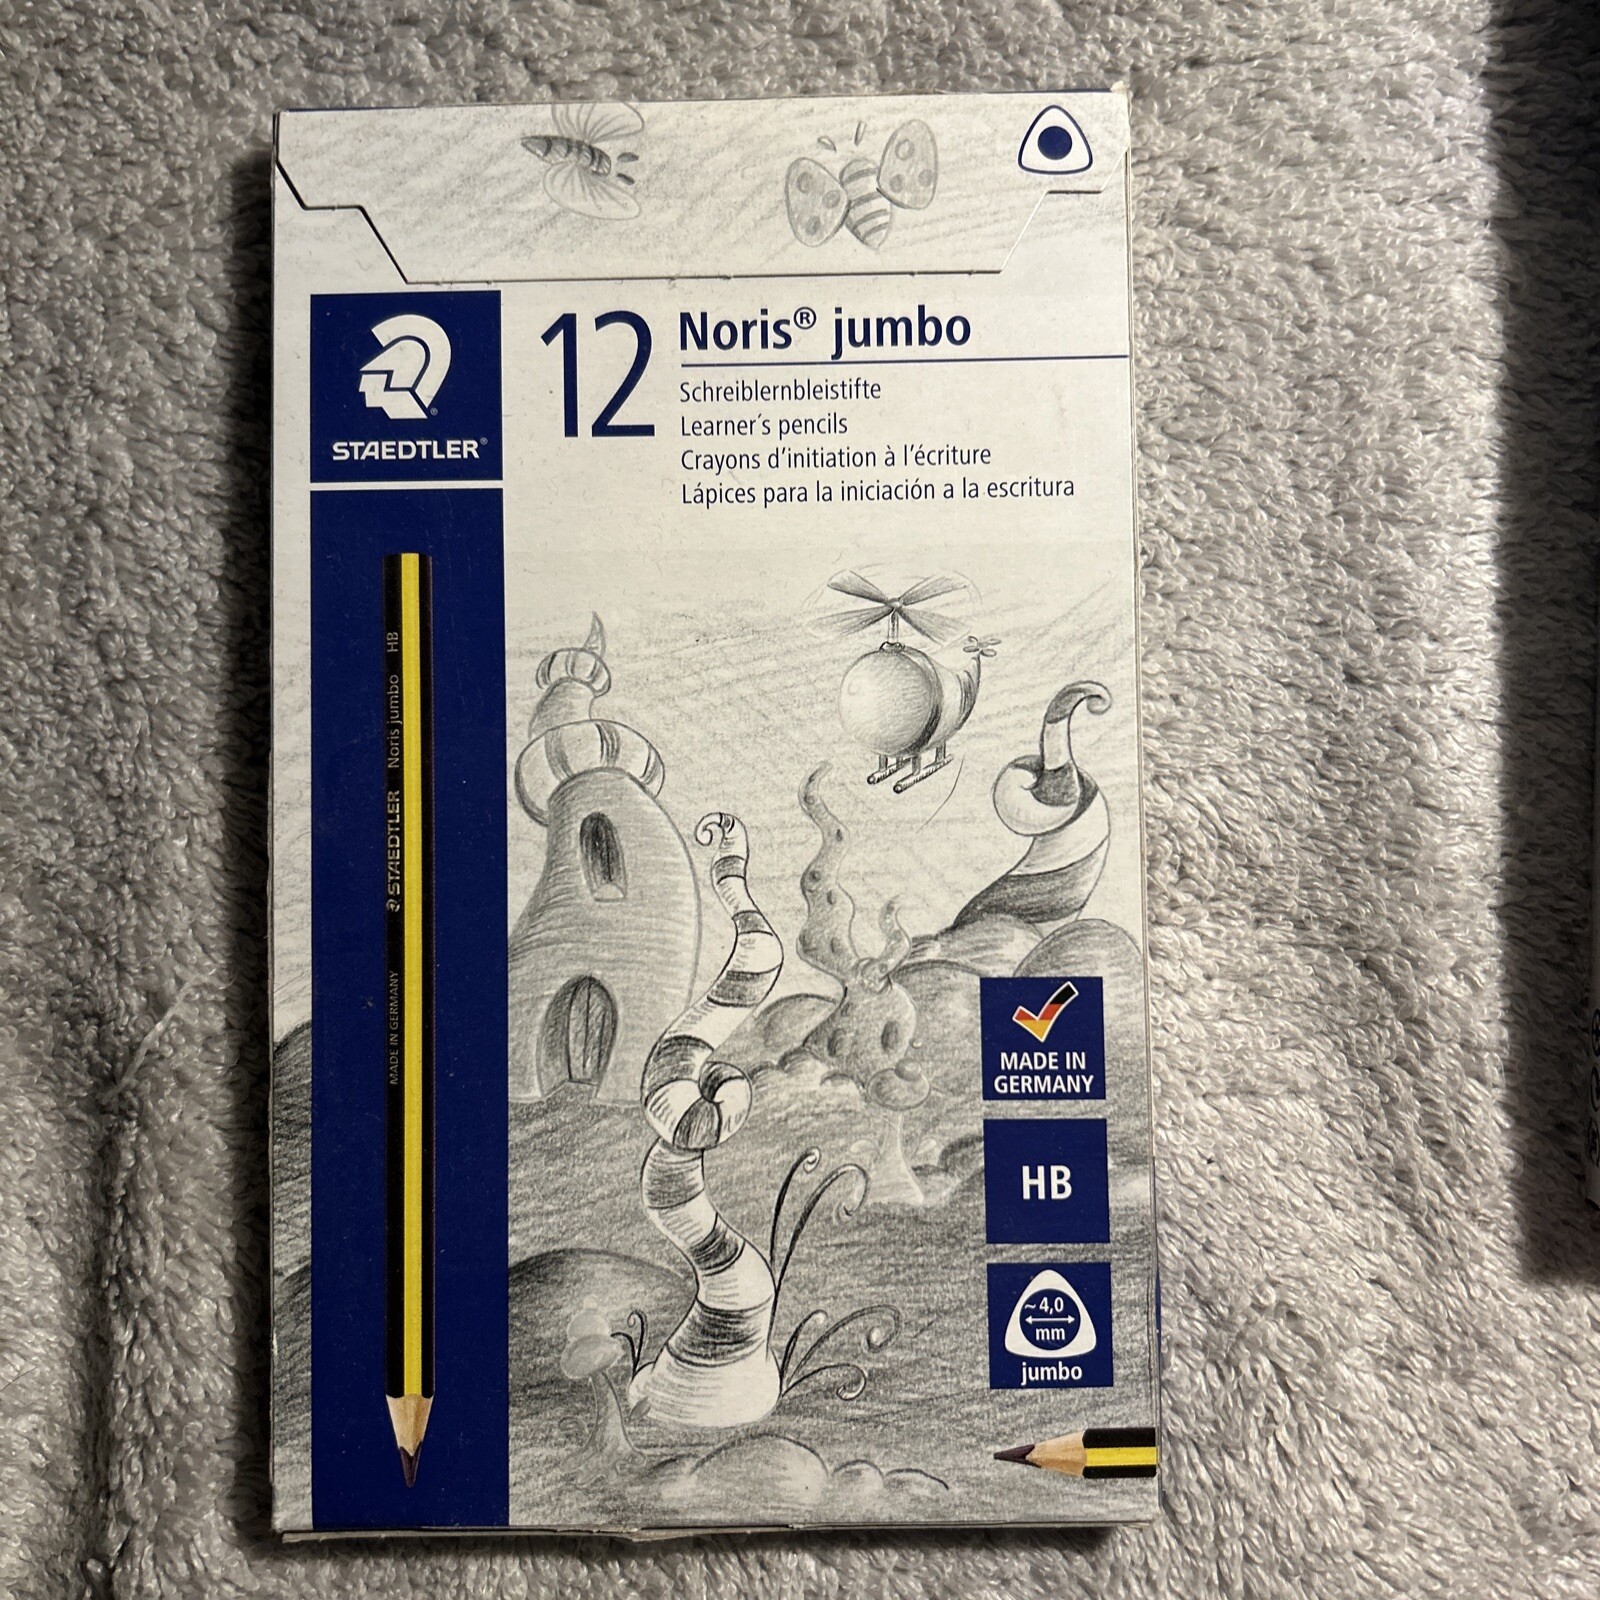 12 Noris® jumbo
Schreiblernbleistifte
Learner´s pencils
Crayons d'initiation à l'écriture
Lápices para la iniciación a la escritura
STAEDTLER®
MADE IN GERMANY STAEDTLER Noris jumbo HB
MADE IN
GERMANY
HB
~4,0
mm
jumbo